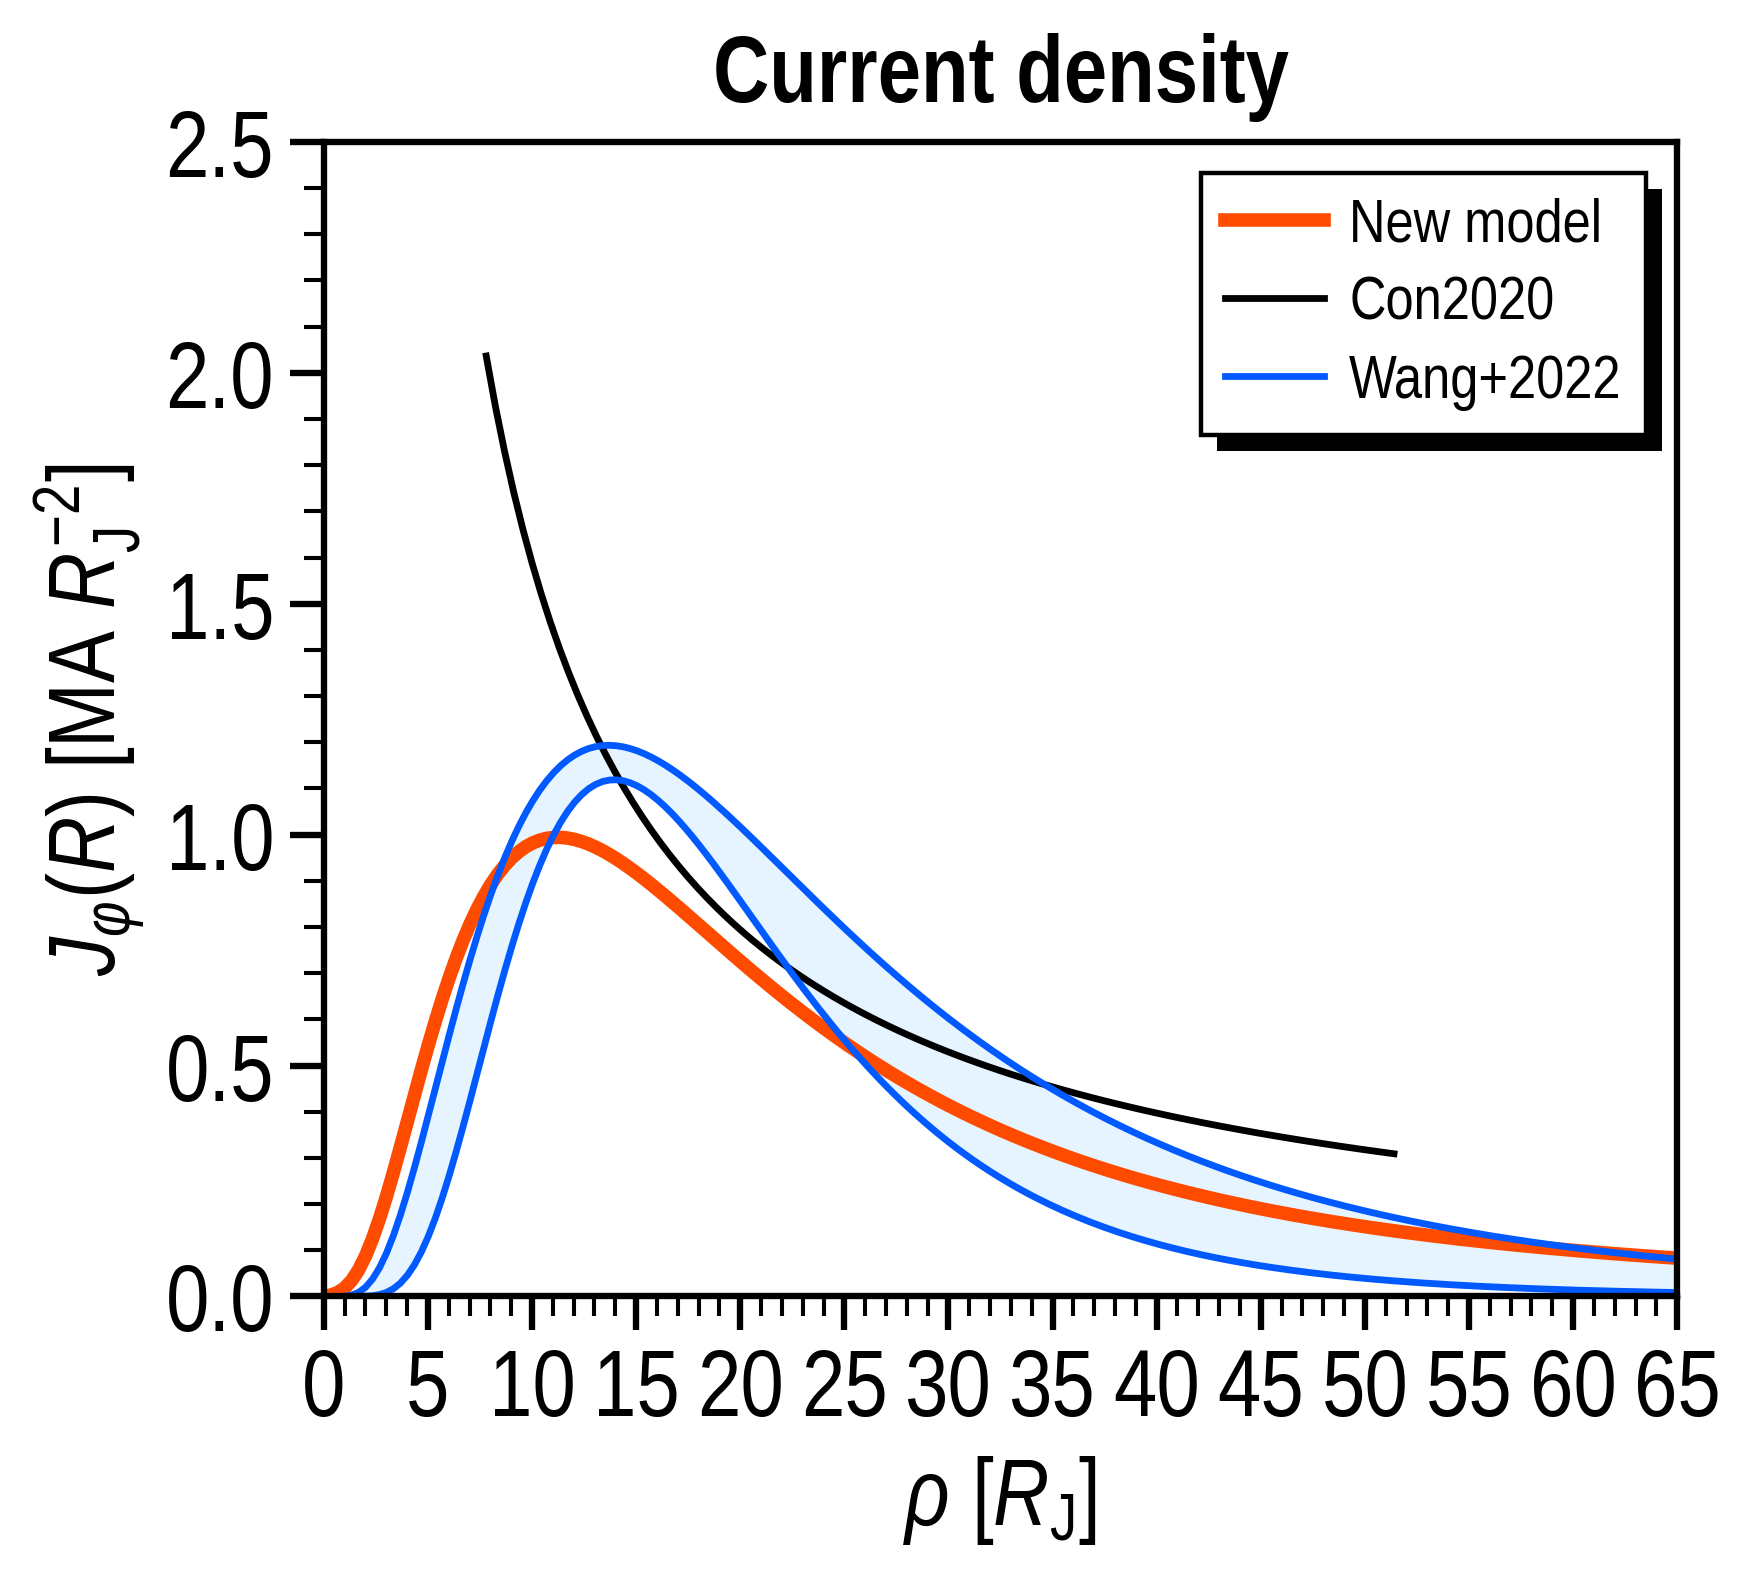 Current density
2.5
2.0
1.5
1.0
0.5
0.0
J_φ(R) [MA R_J^−2]
New model
Con2020
Wang+2022
0 5 10 15 20 25 30 35 40 45 50 55 60 65
ρ [R_J]